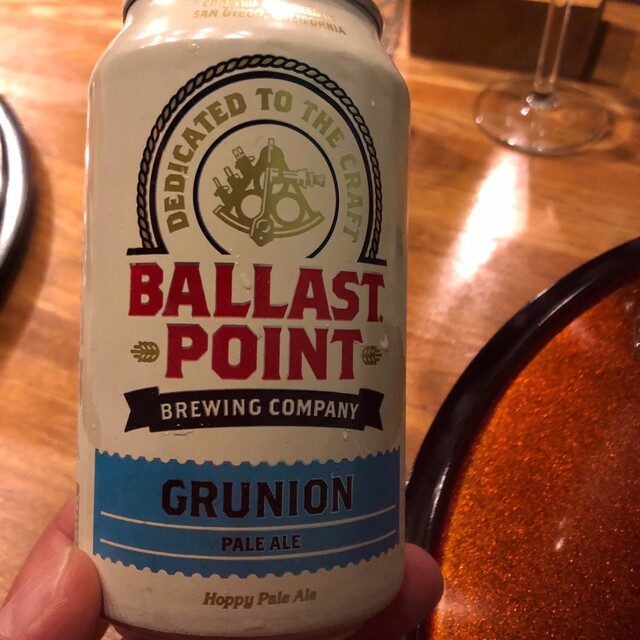 SAN DIEGO, CALIFORNIA
DEDICATED TO THE CRAFT
BALLAST
POINT
BREWING COMPANY
GRUNION
PALE ALE
Hoppy Pale Ale